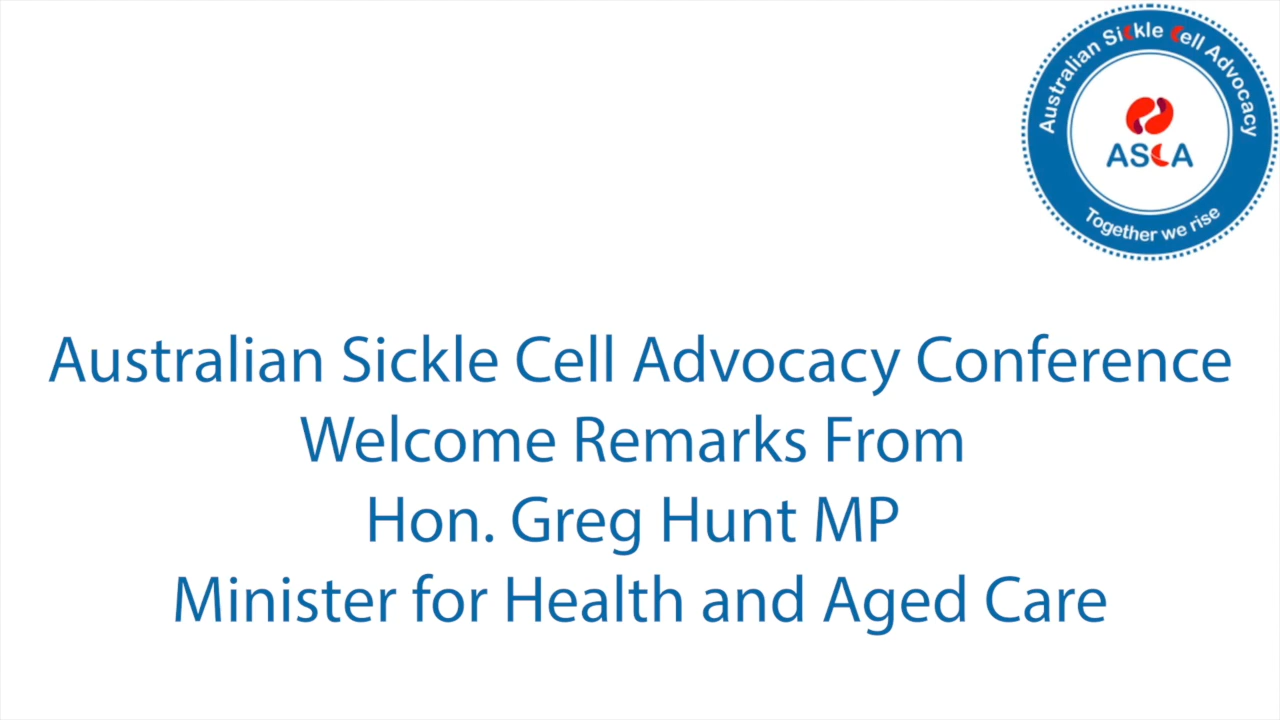 Australian Sickle Cell Advocacy
ASCA
Together we rise
Australian Sickle Cell Advocacy Conference
Welcome Remarks From
Hon. Greg Hunt MP
Minister for Health and Aged Care